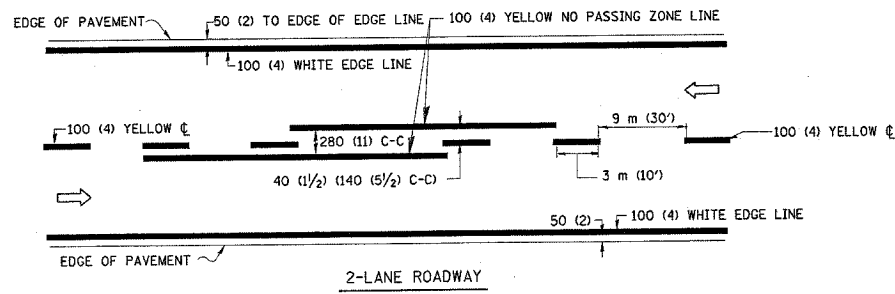 50 (2) TO EDGE OF EDGE LINE
EDGE OF PAVEMENT
100 (4) YELLOW NO PASSING ZONE LINE
100 (4) WHITE EDGE LINE
9 m (30')
100 (4) YELLOW ℄
280 (11) C-C
100 (4) YELLOW ℄
40 (1½) (140 (5½) C-C)
3 m (10')
50 (2)
100 (4) WHITE EDGE LINE
EDGE OF PAVEMENT
2-LANE ROADWAY